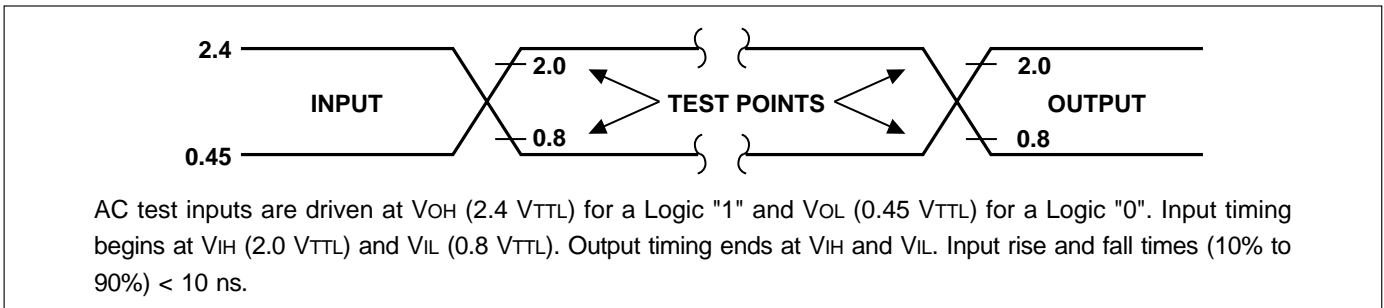 2.4
2.0
2.0
INPUT
TEST POINTS
OUTPUT
0.8
0.8
0.45
AC test inputs are driven at VOH (2.4 VTTL) for a Logic "1" and VOL (0.45 VTTL) for a Logic "0". Input timing
begins at VIH (2.0 VTTL) and VIL (0.8 VTTL). Output timing ends at VIH and VIL. Input rise and fall times (10% to
90%) < 10 ns.